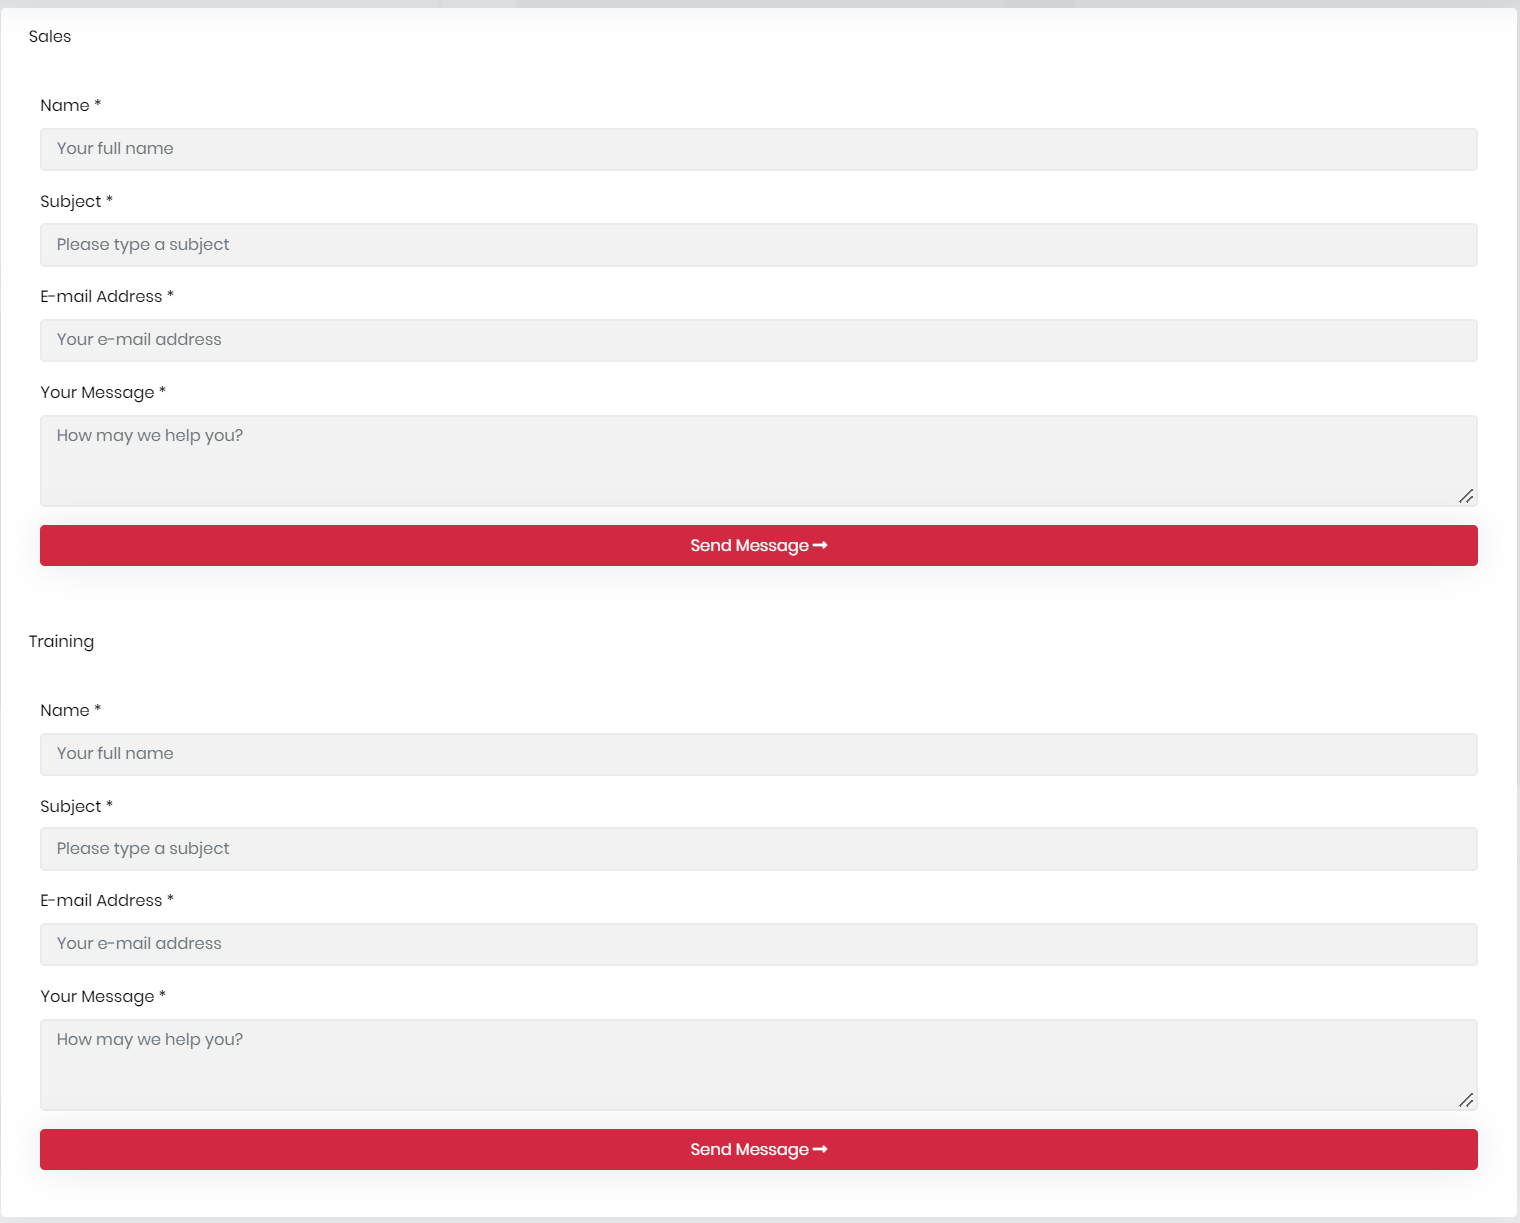 Sales
Name *
Your full name
Subject *
Please type a subject
E-mail Address *
Your e-mail address
Your Message *
How may we help you?
Send Message
Training
Name *
Your full name
Subject *
Please type a subject
E-mail Address *
Your e-mail address
Your Message *
How may we help you?
Send Message